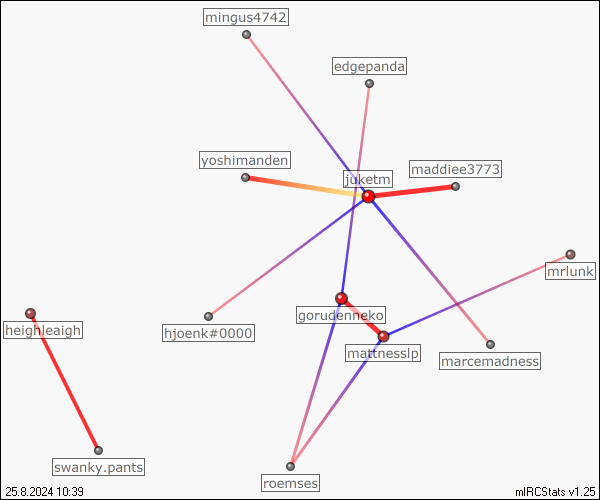 mingus4742
edgepanda
yoshimanden
maddiee3773
juketm
mrlunk
gorudenneko
heighleaigh
hjoenk#0000
mattnesslp
marcemadness
swanky.pants
roemses
25.8.2024 10:39
mIRCStats v1.25